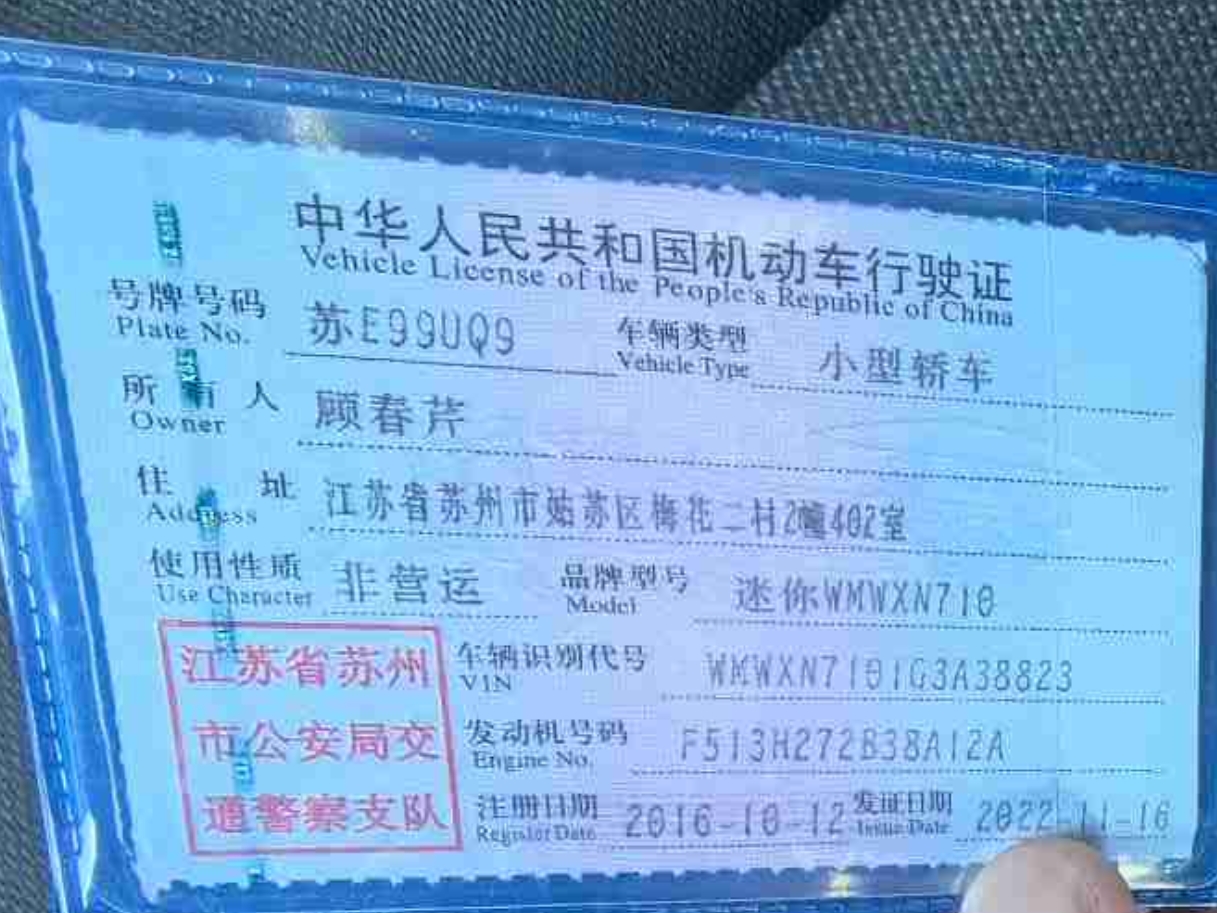 中华人民共和国机动车行驶证
Vehicle License of the People's Republic of China
号牌号码 苏E99UQ9 车辆类型 小型轿车
Plate No. Vehicle Type
所有人 顾春芹
Owner
住址 江苏省苏州市姑苏区梅花二村2幢402室
Address
使用性质 非营运 品牌型号 迷你WMWXN710
Use Character Model
江苏省苏州
市公安局交
通警察支队
车辆识别代号 WMWXN7101G3A38823
VIN
发动机号码 F513H272B38A12A
Engine No.
注册日期 2016-10-12 发证日期 2022-11-16
Register Date Issue Date